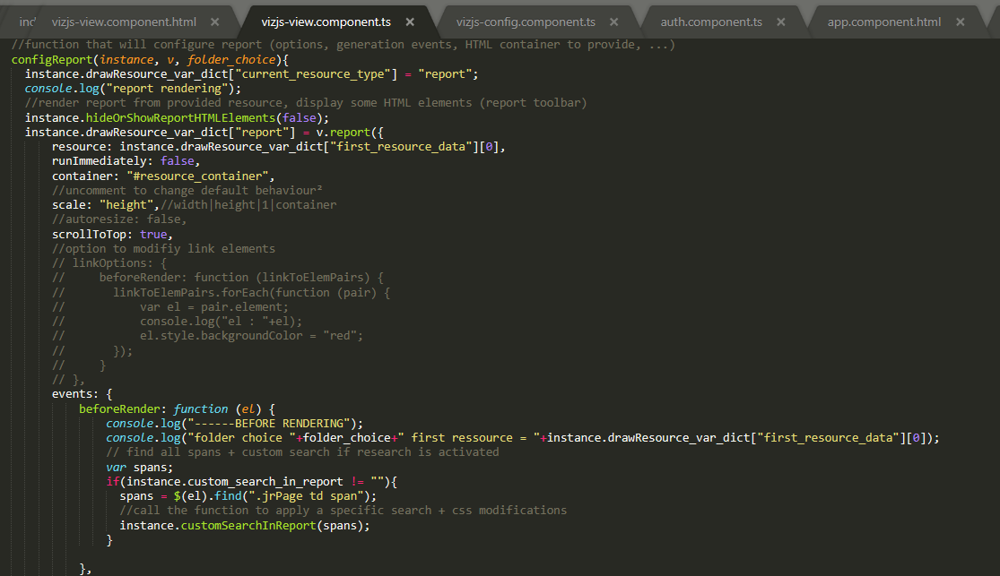 ind vizjs-view.component.html × vizjs-view.component.ts × vizjs-config.component.ts × auth.component.ts × app.component.html ×
//function that will configure report (options, generation events, HTML container to provide, ...)
configReport(instance, v, folder_choice){
  instance.drawResource_var_dict["current_resource_type"] = "report";
  console.log("report rendering");
  //render report from provided resource, display some HTML elements (report toolbar)
  instance.hideOrShowReportHTMLElements(false);
  instance.drawResource_var_dict["report"] = v.report({
      resource: instance.drawResource_var_dict["first_resource_data"][0],
      runImmediately: false,
      container: "#resource_container",
      //uncomment to change default behaviour²
      scale: "height",//width|height|1|container
      //autoresize: false,
      scrollToTop: true,
      //option to modifiy link elements
      // linkOptions: {
      //     beforeRender: function (linkToElemPairs) {
      //       linkToElemPairs.forEach(function (pair) {
      //           var el = pair.element;
      //           console.log("el : "+el);
      //           el.style.backgroundColor = "red";
      //       });
      //     }
      // },
      events: {
          beforeRender: function (el) {
              console.log("------BEFORE RENDERING");
              console.log("folder choice "+folder_choice+" first ressource = "+instance.drawResource_var_dict["first_resource_data"][0]);
              // find all spans + custom search if research is activated
              var spans;
              if(instance.custom_search_in_report != ""){
                spans = $(el).find(".jrPage td span");
                //call the function to apply a specific search + css modifications
                instance.customSearchInReport(spans);
              }
          },